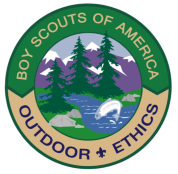 BOY SCOUTS OF AMERICA
OUTDOOR ⚜ ETHICS